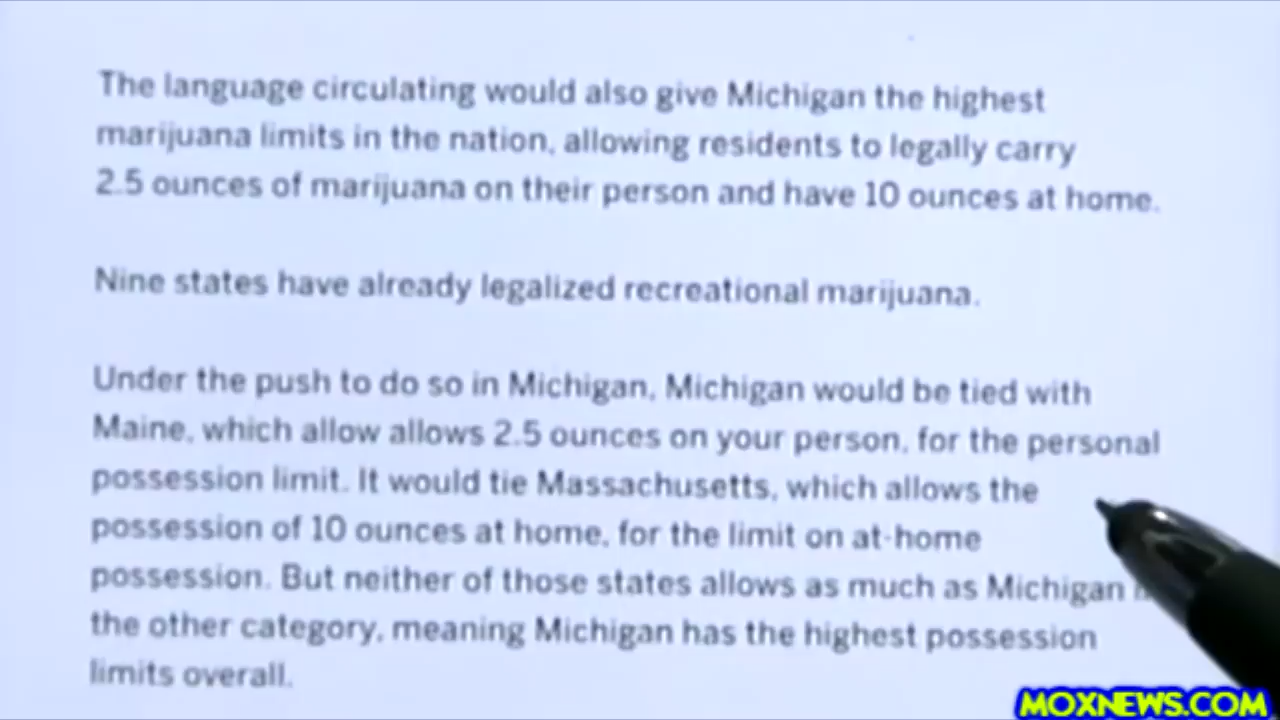 The language circulating would also give Michigan the highest
marijuana limits in the nation, allowing residents to legally carry
2.5 ounces of marijuana on their person and have 10 ounces at home.
Nine states have already legalized recreational marijuana.
Under the push to do so in Michigan, Michigan would be tied with
Maine, which allow allows 2.5 ounces on your person, for the personal
possession limit. It would tie Massachusetts, which allows the
possession of 10 ounces at home, for the limit on at-home
possession. But neither of those states allows as much as Michigan
the other category, meaning Michigan has the highest possession
limits overall.
MOXNEWS.COM